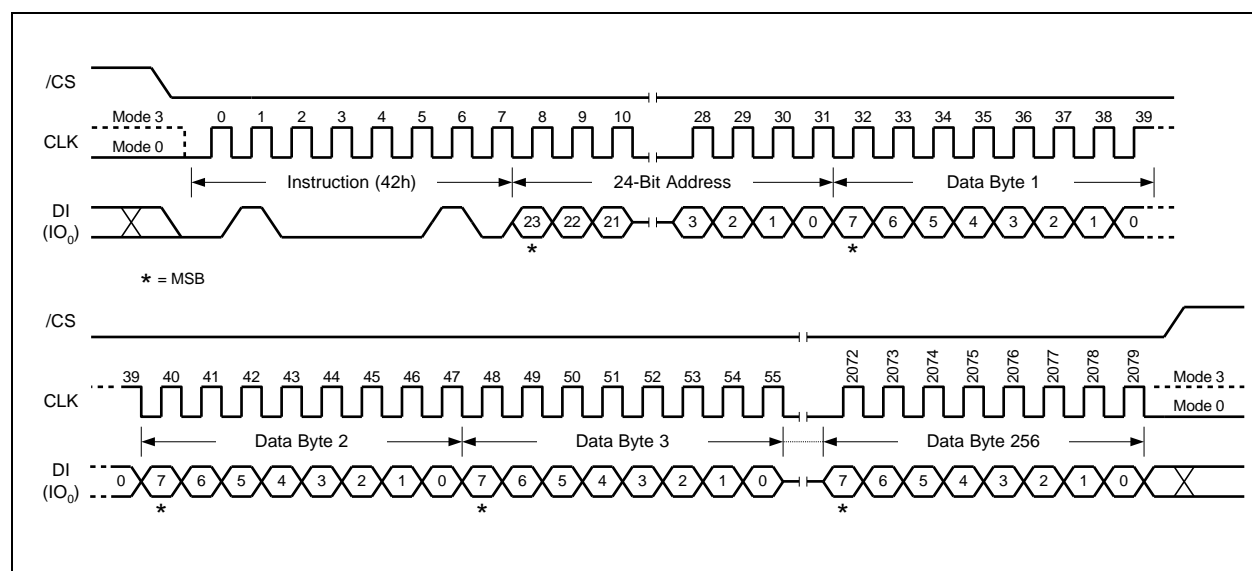 /CS
Mode 3
0 1 2 3 4 5 6 7 8 9 10 28 29 30 31 32 33 34 35 36 37 38 39
CLK
Mode 0
Instruction (42h) 24-Bit Address Data Byte 1
DI
(IO0)
23 22 21 3 2 1 0 7 6 5 4 3 2 1 0
* *
* = MSB
/CS
39 40 41 42 43 44 45 46 47 48 49 50 51 52 53 54 55 2072 2073 2074 2075 2076 2077 2078 2079
Mode 3
CLK
Mode 0
Data Byte 2 Data Byte 3 Data Byte 256
DI
(IO0)
0 7 6 5 4 3 2 1 0 7 6 5 4 3 2 1 0 7 6 5 4 3 2 1 0
* * *